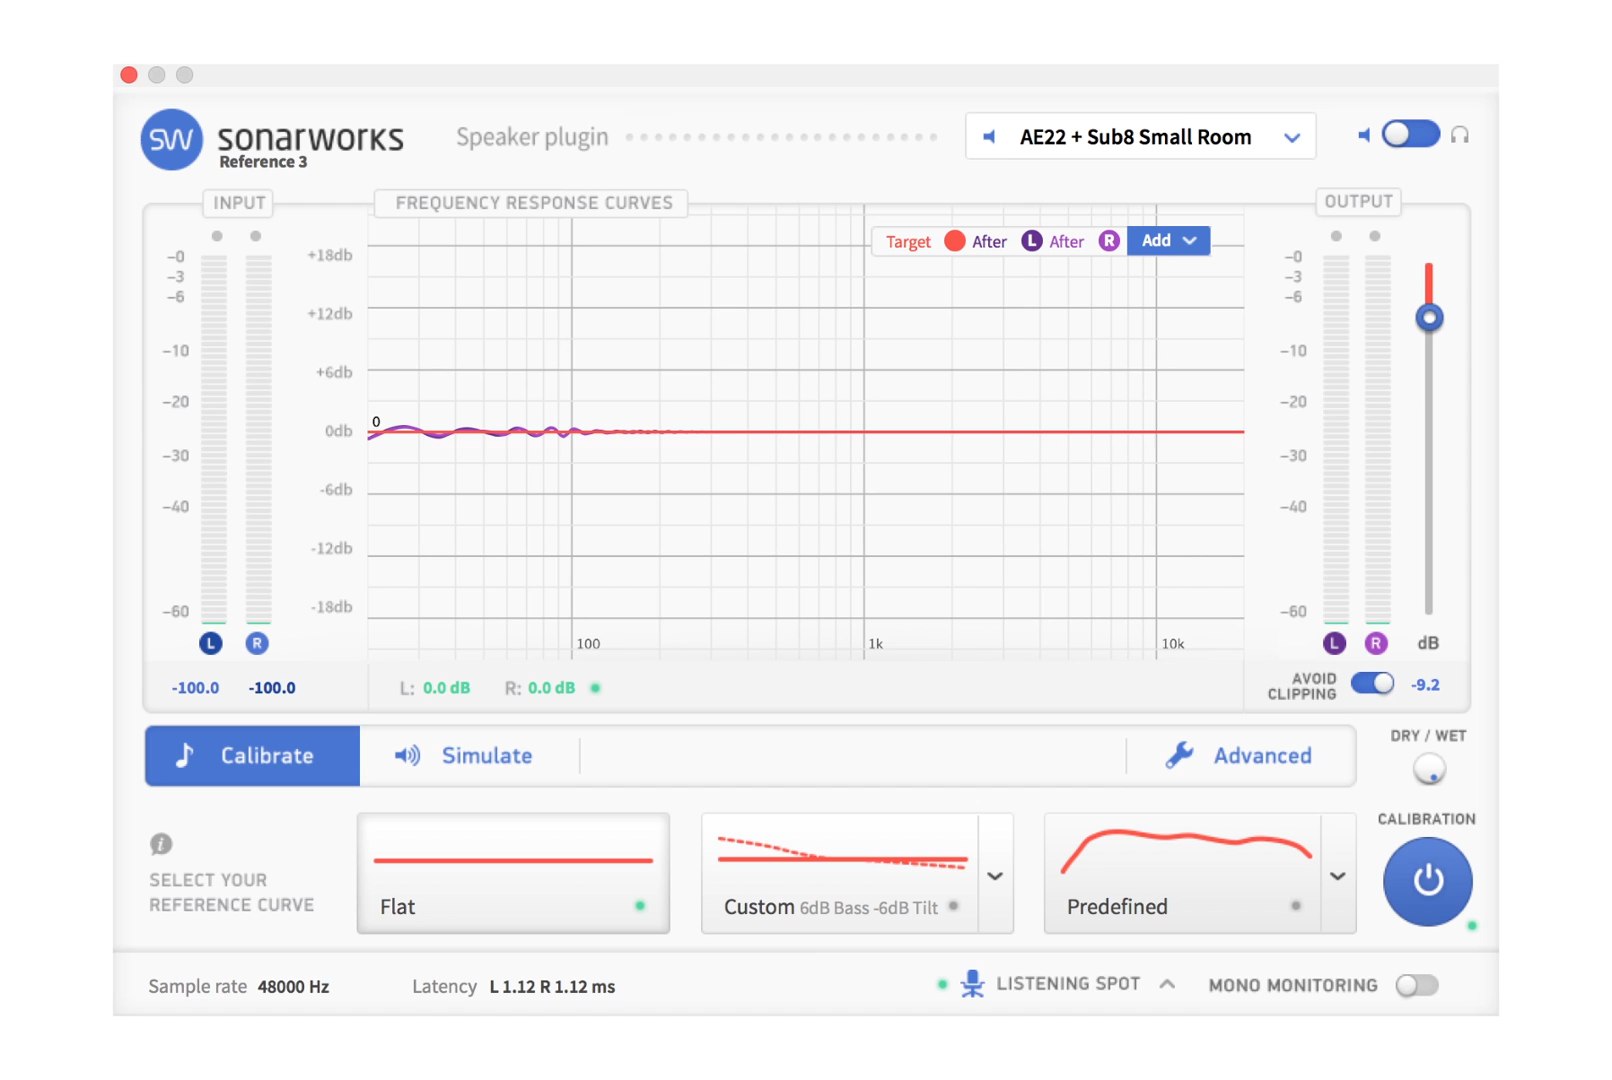 SW sonarworks
Reference 3
Speaker plugin
AE22 + Sub8 Small Room
INPUT
FREQUENCY RESPONSE CURVES
OUTPUT
Target After L After R Add
-0
-3
-6
-10
-20
-30
-40
-60
L R
+18db
+12db
+6db
0db
-6db
-12db
-18db
0
100 1k 10k
-0
-3
-6
-10
-20
-30
-40
-60
L R dB
-100.0 -100.0
L: 0.0 dB R: 0.0 dB
AVOID
CLIPPING
-9.2
Calibrate
Simulate
Advanced
DRY / WET
i
SELECT YOUR
REFERENCE CURVE
Flat
Custom 6dB Bass -6dB Tilt
Predefined
CALIBRATION
Sample rate 48000 Hz
Latency L 1.12 R 1.12 ms
LISTENING SPOT
MONO MONITORING